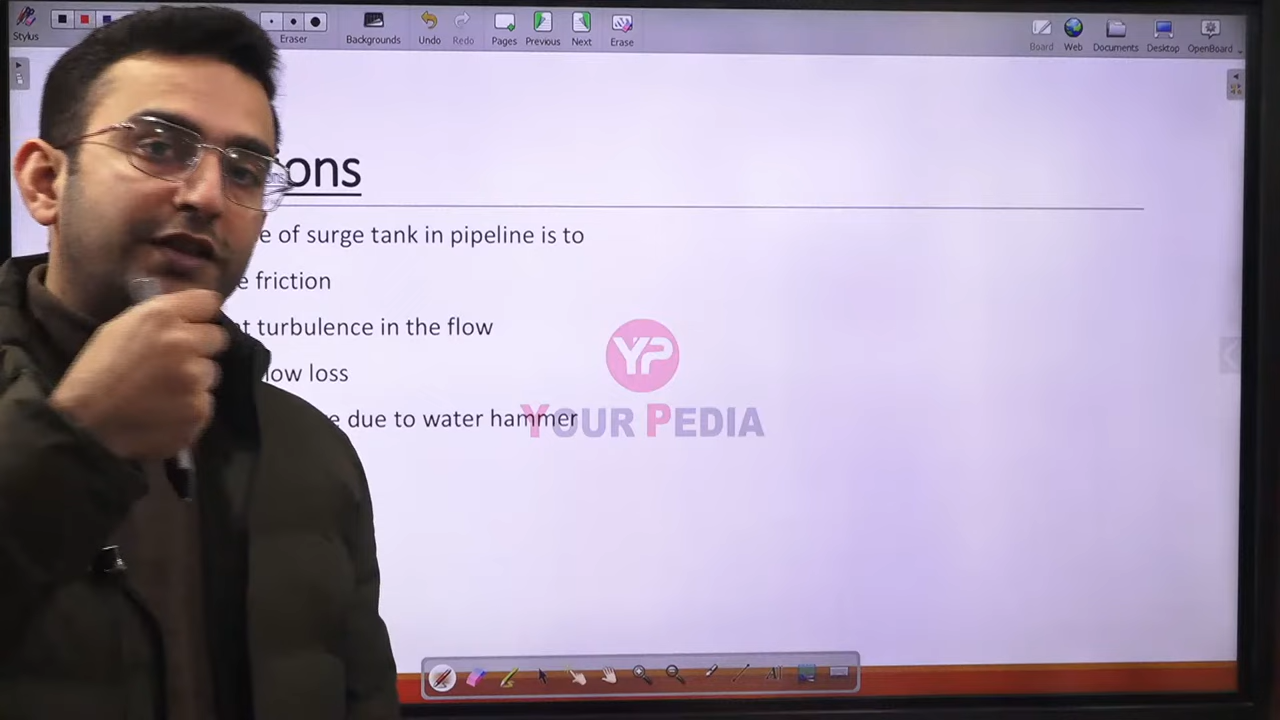 Stylus
Eraser
Backgrounds
Undo
Redo
Pages
Previous
Next
Erase
Board
Web
Documents
Desktop
OpenBoard
ions
e of surge tank in pipeline is to
e friction
t turbulence in the flow
low loss
e due to water hammer
YP
YOUR PEDIA